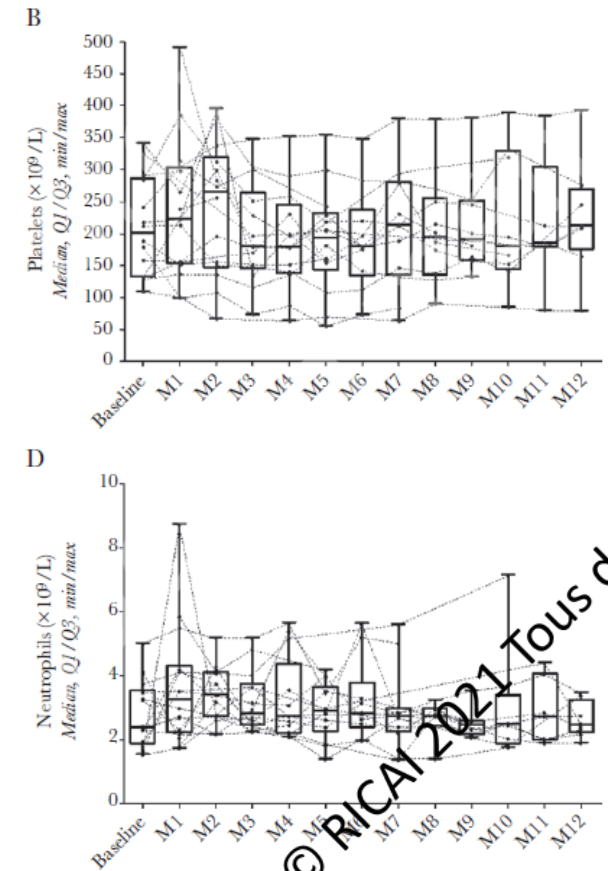 B
Platelets (×10⁹/L)
Median, Q1/Q3, min/max
500
450
400
350
300
250
200
150
100
50
0
Baseline M1 M2 M3 M4 M5 M6 M7 M8 M9 M10 M11 M12
D
Neutrophils (×10⁹/L)
Median, Q1/Q3, min/max
10
8
6
4
2
0
Baseline M1 M2 M3 M4 M5 M6 M7 M8 M9 M10 M11 M12
© RICAI 2021 Tous d